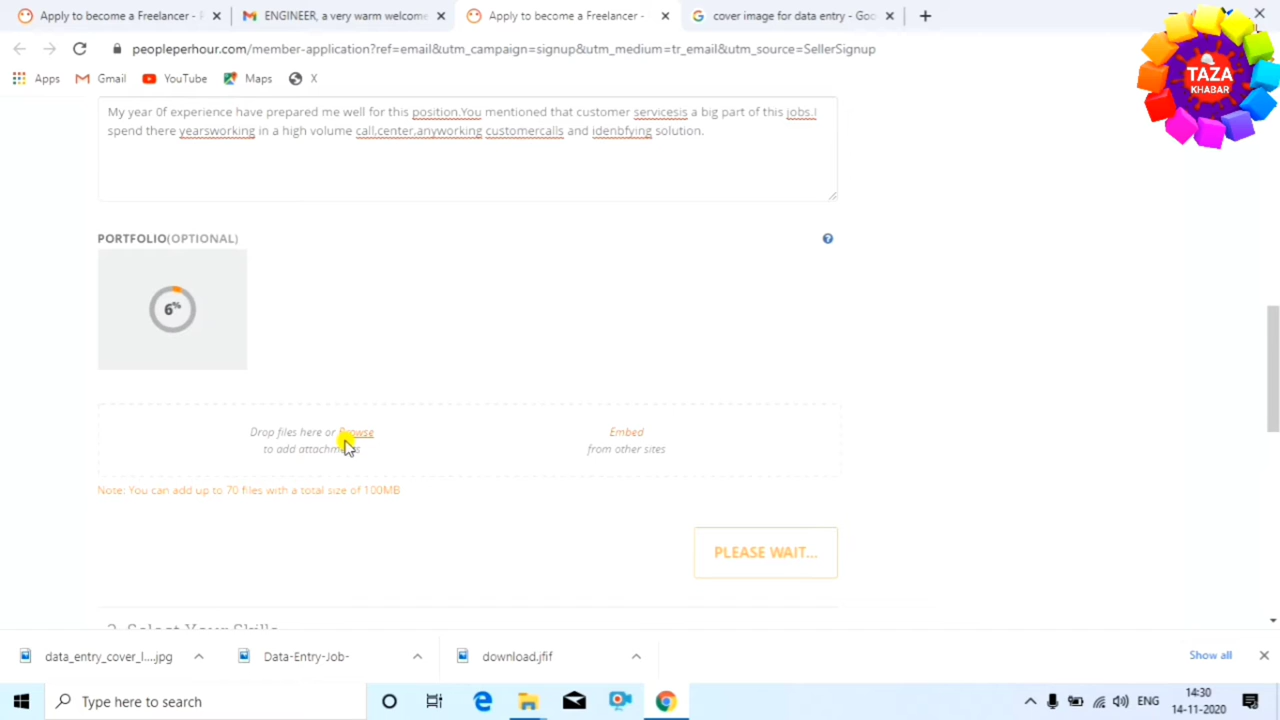 Apply to become a Freelancer -
ENGINEER, a very warm welcome
Apply to become a Freelancer -
cover image for data entry - Goo
peopleperhour.com/member-application?ref=email&utm_campaign=signup&utm_medium=tr_email&utm_source=SellerSignup
Apps
Gmail
YouTube
Maps
X
TAZA
KHABAR
My year 0f experience have prepared me well for this position.You mentioned that customer servicesis a big part of this jobs.I
spend there yearsworking in a high volume call,center,anyworking customercalls and idenbfying solution.
PORTFOLIO(OPTIONAL)
6%
Drop files here or Browse
to add attachments
Embed
from other sites
Note: You can add up to 70 files with a total size of 100MB
PLEASE WAIT...
2. Select Your Skills
data_entry_cover_l....jpg
Data-Entry-Job-
download.jfif
Show all
Type here to search
ENG
14:30
14-11-2020